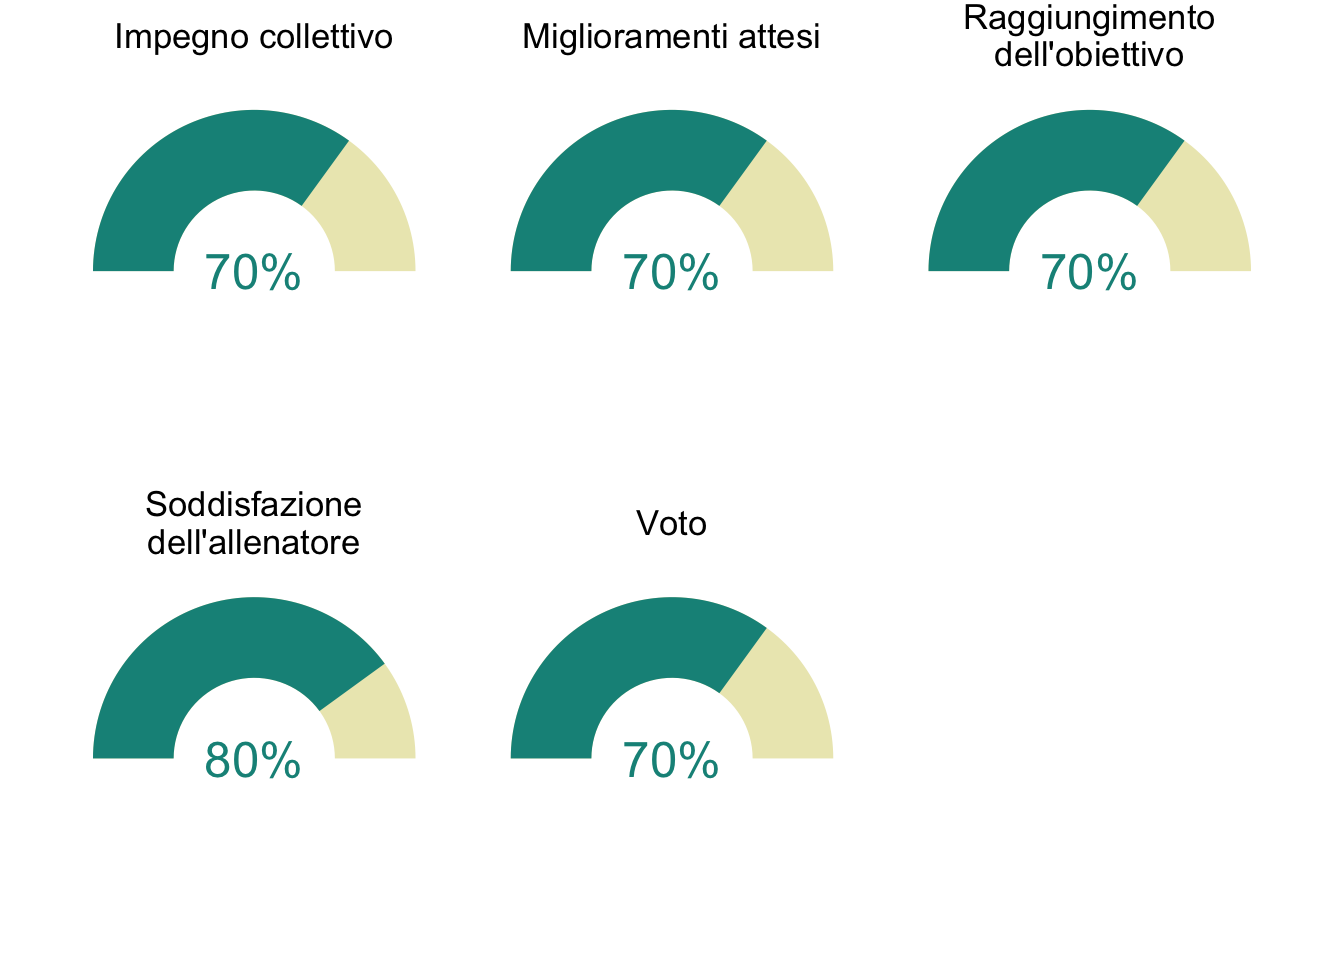 Impegno collettivo
Miglioramenti attesi
Raggiungimento
dell'obiettivo
70%
70%
70%
Soddisfazione
dell'allenatore
Voto
80%
70%